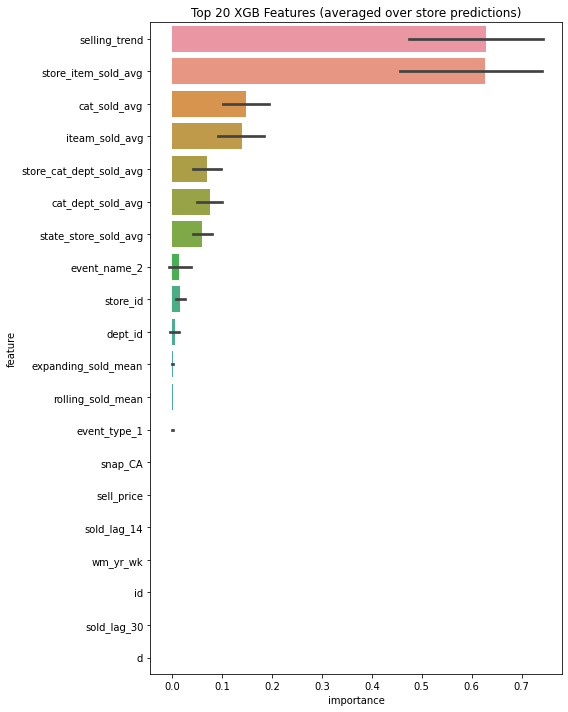 Top 20 XGB Features (averaged over store predictions)
selling_trend
store_item_sold_avg
cat_sold_avg
iteam_sold_avg
store_cat_dept_sold_avg
cat_dept_sold_avg
state_store_sold_avg
event_name_2
store_id
dept_id
expanding_sold_mean
rolling_sold_mean
event_type_1
snap_CA
sell_price
sold_lag_14
wm_yr_wk
id
sold_lag_30
d
feature
0.0 0.1 0.2 0.3 0.4 0.5 0.6 0.7
importance